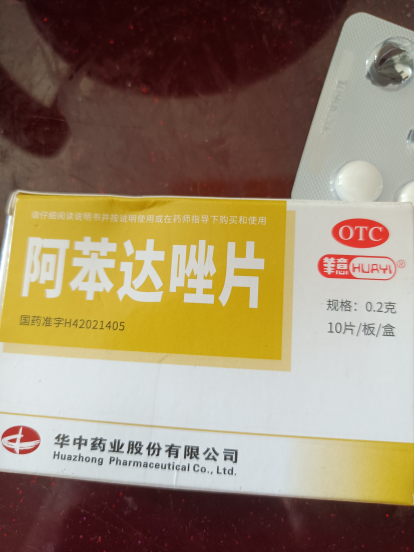 请仔细阅读说明书并按说明使用或在药师指导下购买和使用
阿苯达唑片
国药准字H42021405
OTC
華意 HUAYI ®
规格：0.2克
10片/板/盒
华中药业股份有限公司
Huazhong Pharmaceutical Co., Ltd.